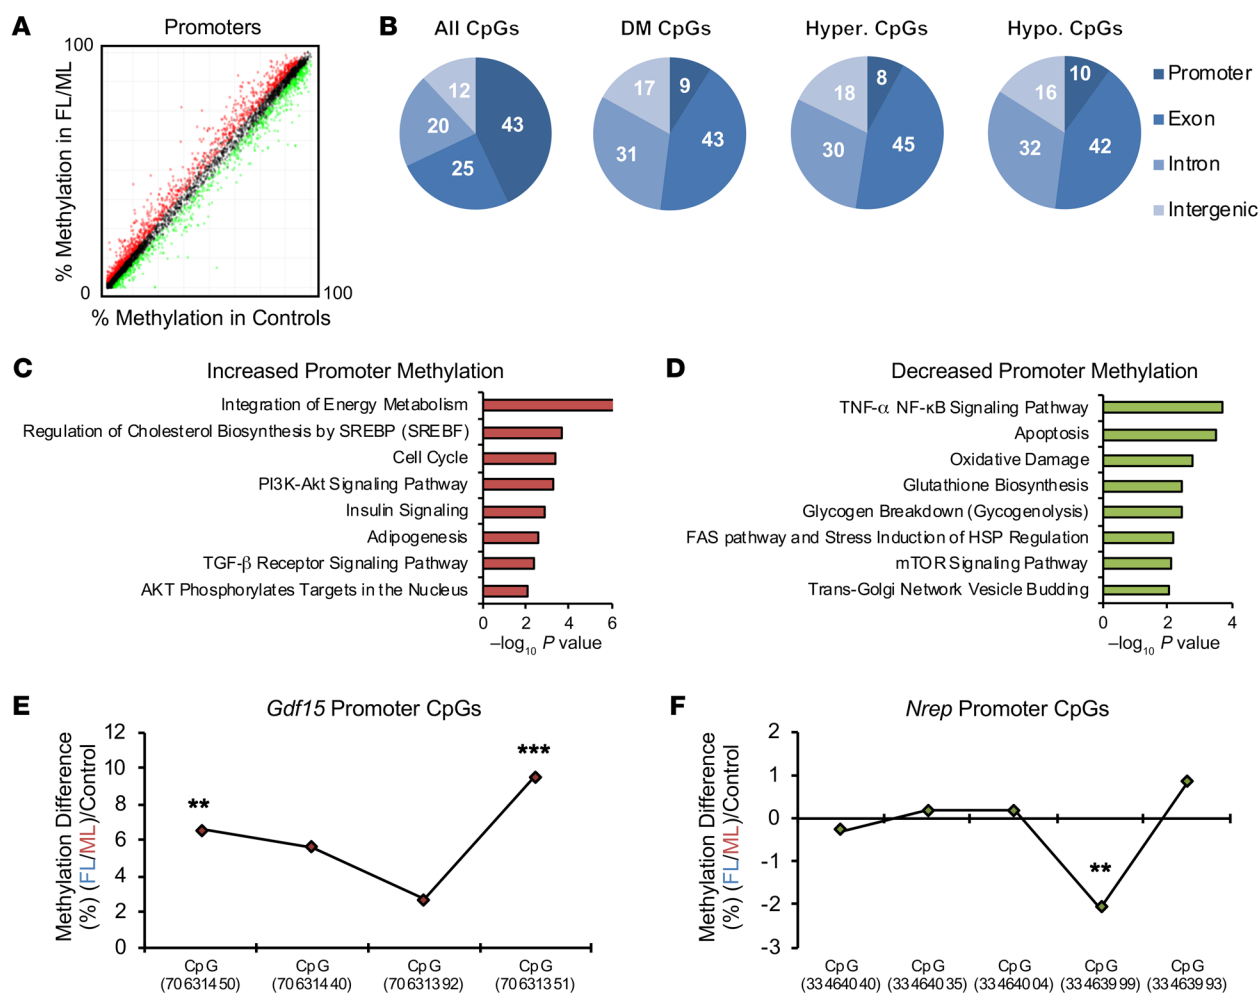 A
Promoters
100
% Methylation in FL/ML
0
100
% Methylation in Controls
B
All CpGs
DM CpGs
Hyper. CpGs
Hypo. CpGs
12
43
20
25
17
9
31
43
18
8
30
45
16
10
32
42
Promoter
Exon
Intron
Intergenic
C
Increased Promoter Methylation
Integration of Energy Metabolism
Regulation of Cholesterol Biosynthesis by SREBP (SREBF)
Cell Cycle
PI3K-Akt Signaling Pathway
Insulin Signaling
Adipogenesis
TGF-β Receptor Signaling Pathway
AKT Phosphorylates Targets in the Nucleus
0 2 4 6
–log10 P value
D
Decreased Promoter Methylation
TNF-α NF-κB Signaling Pathway
Apoptosis
Oxidative Damage
Glutathione Biosynthesis
Glycogen Breakdown (Gycogenolysis)
FAS pathway and Stress Induction of HSP Regulation
mTOR Signaling Pathway
Trans-Golgi Network Vesicle Budding
0 2 4
–log10 P value
E
Gdf15 Promoter CpGs
Methylation Difference
(%) (FL/ML)/Control
12
10
8
6
4
2
0
**
***
CpG
(70631450)
CpG
(70631440)
CpG
(70631392)
CpG
(70631351)
F
Nrep Promoter CpGs
Methylation Difference
(%) (FL/ML)/Control
2
1
0
-1
-2
-3
**
CpG
(33464040)
CpG
(33464035)
CpG
(33464004)
CpG
(33463999)
CpG
(33463993)